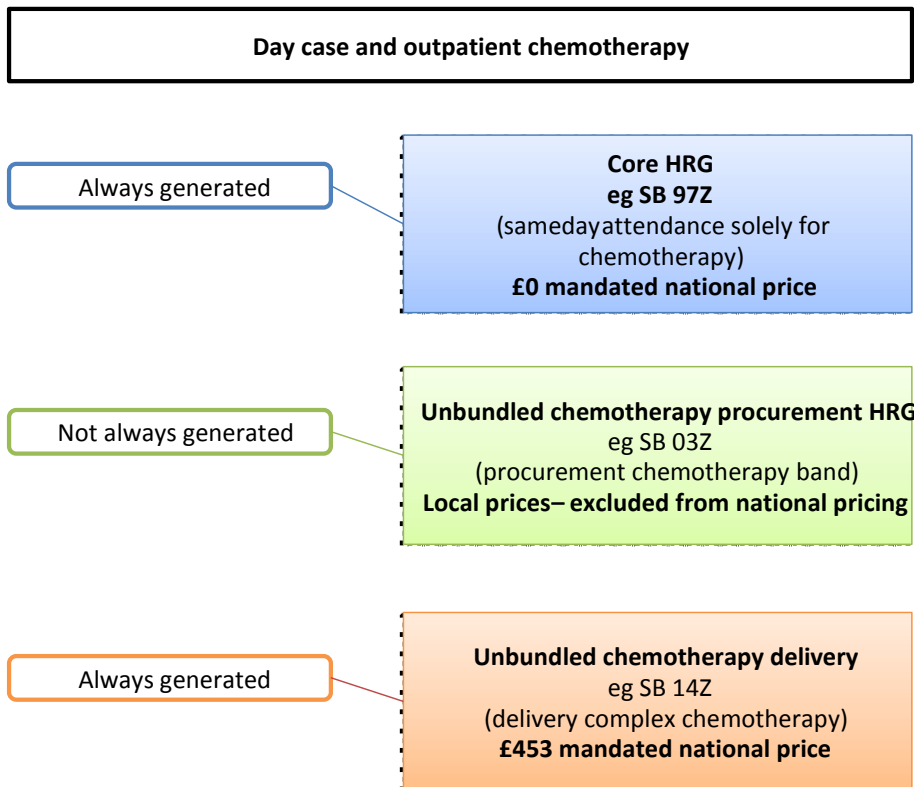 Day case and outpatient chemotherapy
Always generated
Core HRG
eg SB 97Z
(samedayattendance solely for
chemotherapy)
£0 mandated national price
Not always generated
Unbundled chemotherapy procurement HRG
eg SB 03Z
(procurement chemotherapy band)
Local prices– excluded from national pricing
Always generated
Unbundled chemotherapy delivery
eg SB 14Z
(delivery complex chemotherapy)
£453 mandated national price